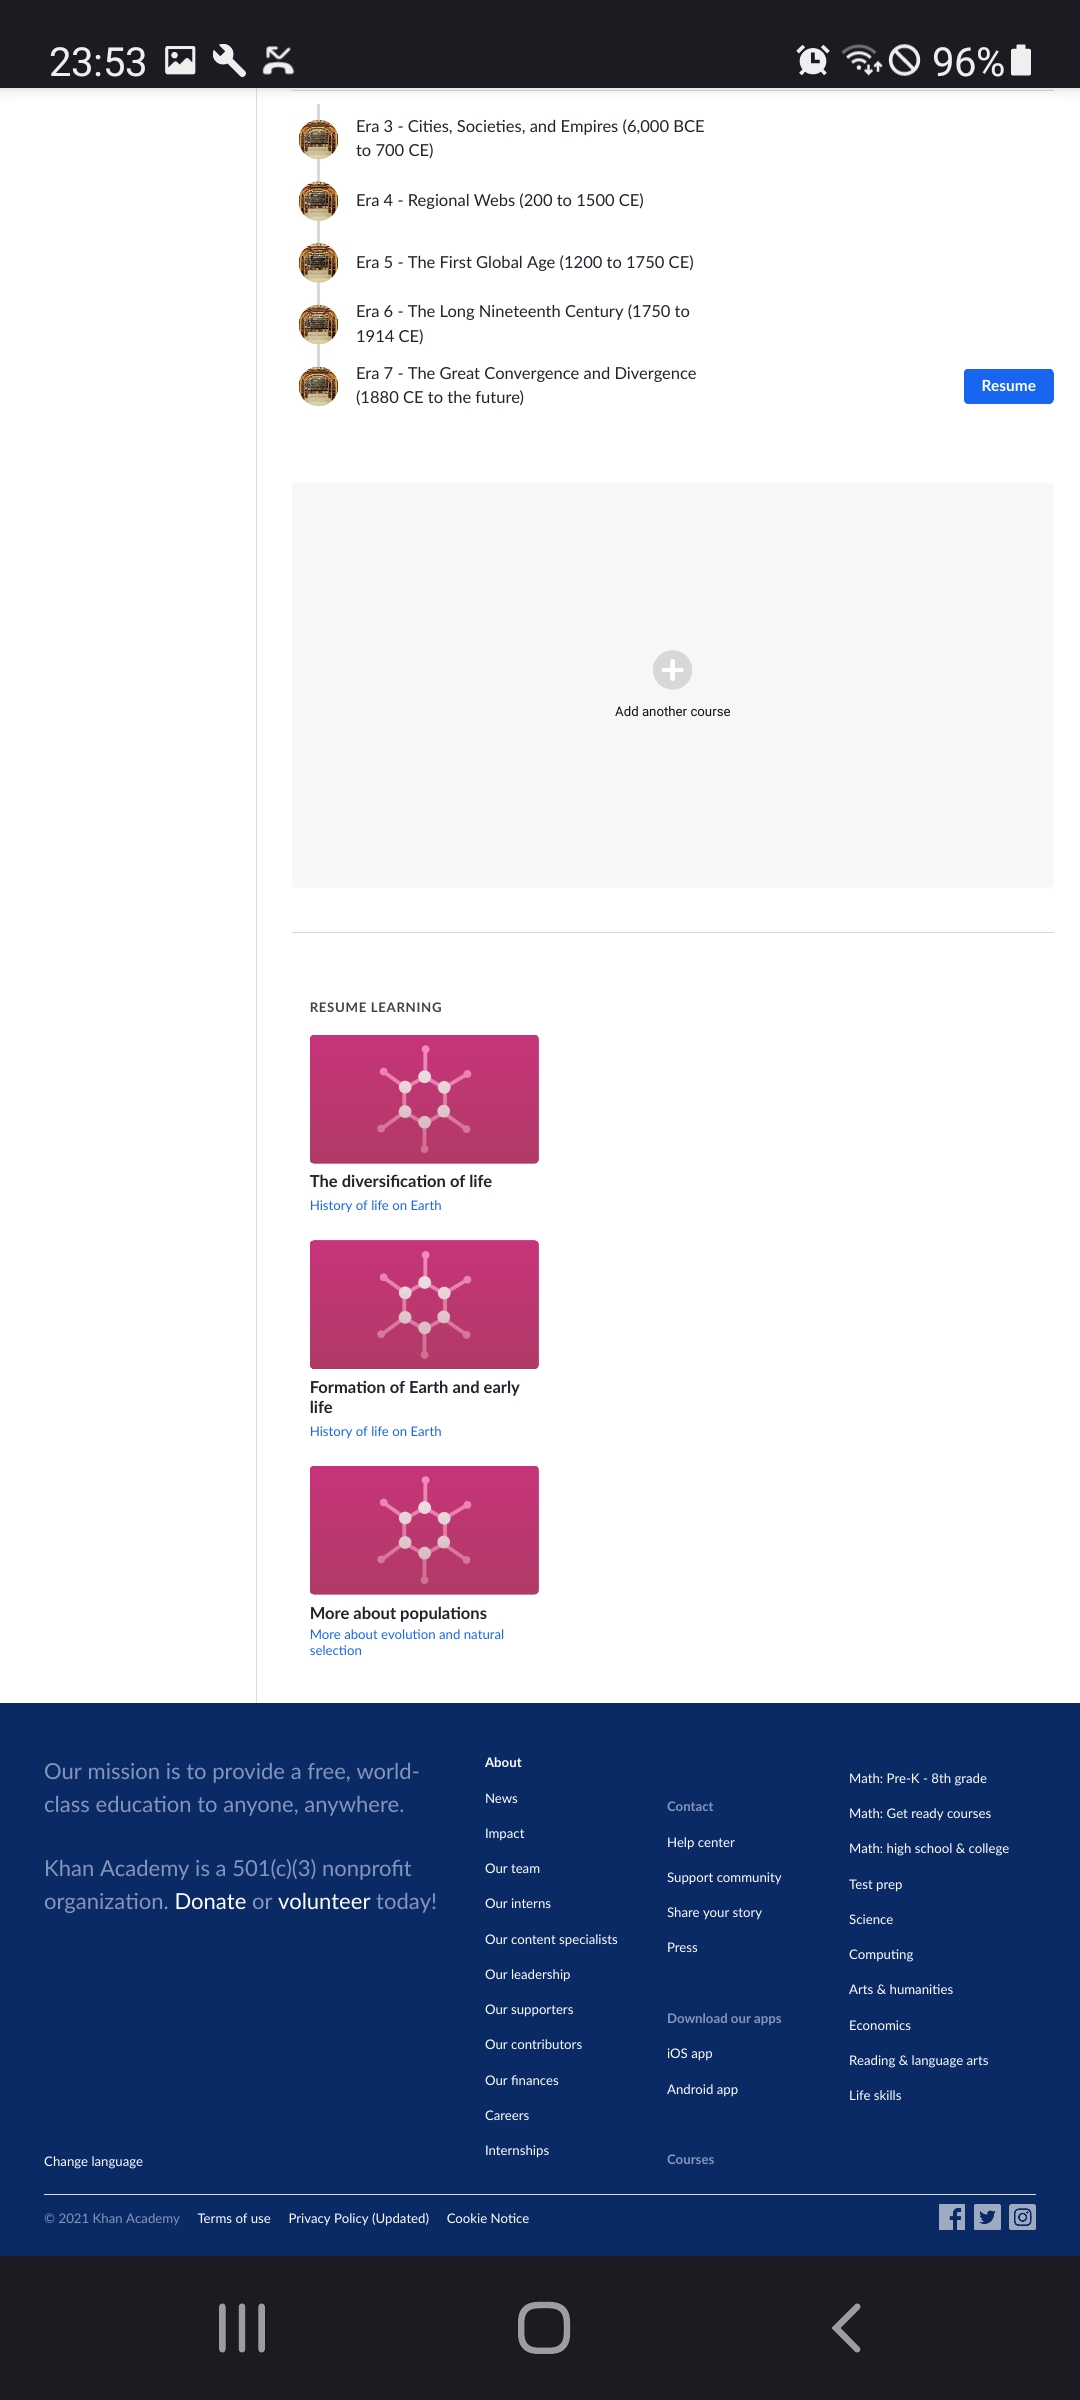 23:53
96%
Era 3 - Cities, Societies, and Empires (6,000 BCE
to 700 CE)
Era 4 - Regional Webs (200 to 1500 CE)
Era 5 - The First Global Age (1200 to 1750 CE)
Era 6 - The Long Nineteenth Century (1750 to
1914 CE)
Era 7 - The Great Convergence and Divergence
(1880 CE to the future)
Resume
Add another course
RESUME LEARNING
The diversification of life
History of life on Earth
Formation of Earth and early
life
History of life on Earth
More about populations
More about evolution and natural
selection
Our mission is to provide a free, world-
class education to anyone, anywhere.
Khan Academy is a 501(c)(3) nonprofit
organization. Donate or volunteer today!
Change language
About
News
Impact
Our team
Our interns
Our content specialists
Our leadership
Our supporters
Our contributors
Our finances
Careers
Internships
Contact
Help center
Support community
Share your story
Press
Download our apps
iOS app
Android app
Courses
Math: Pre-K - 8th grade
Math: Get ready courses
Math: high school & college
Test prep
Science
Computing
Arts & humanities
Economics
Reading & language arts
Life skills
© 2021 Khan Academy
Terms of use
Privacy Policy (Updated)
Cookie Notice